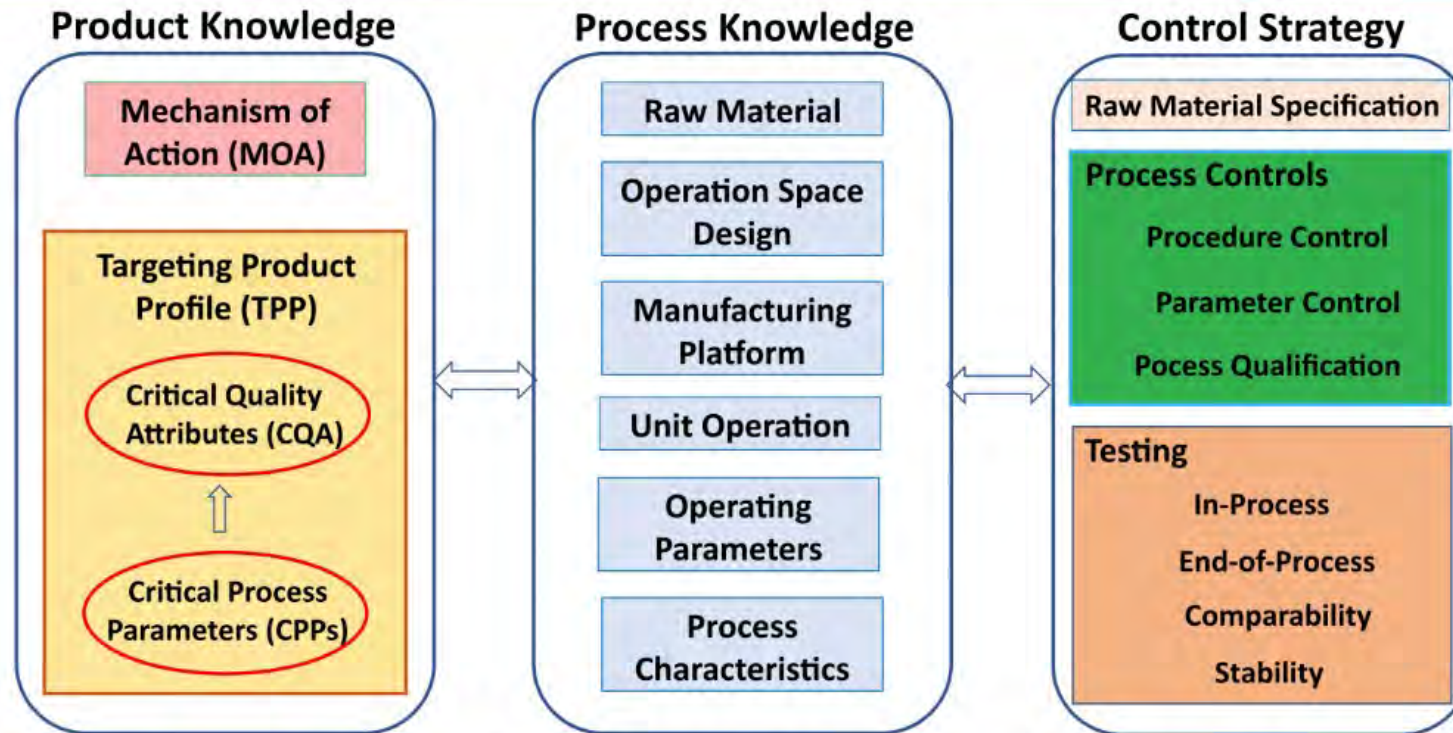 Product Knowledge
Mechanism of
Action (MOA)
Targeting Product
Profile (TPP)
Critical Quality
Attributes (CQA)
Critical Process
Parameters (CPPs)
Process Knowledge
Raw Material
Operation Space
Design
Manufacturing
Platform
Unit Operation
Operating
Parameters
Process
Characteristics
Control Strategy
Raw Material Specification
Process Controls
Procedure Control
Parameter Control
Pocess Qualification
Testing
In-Process
End-of-Process
Comparability
Stability